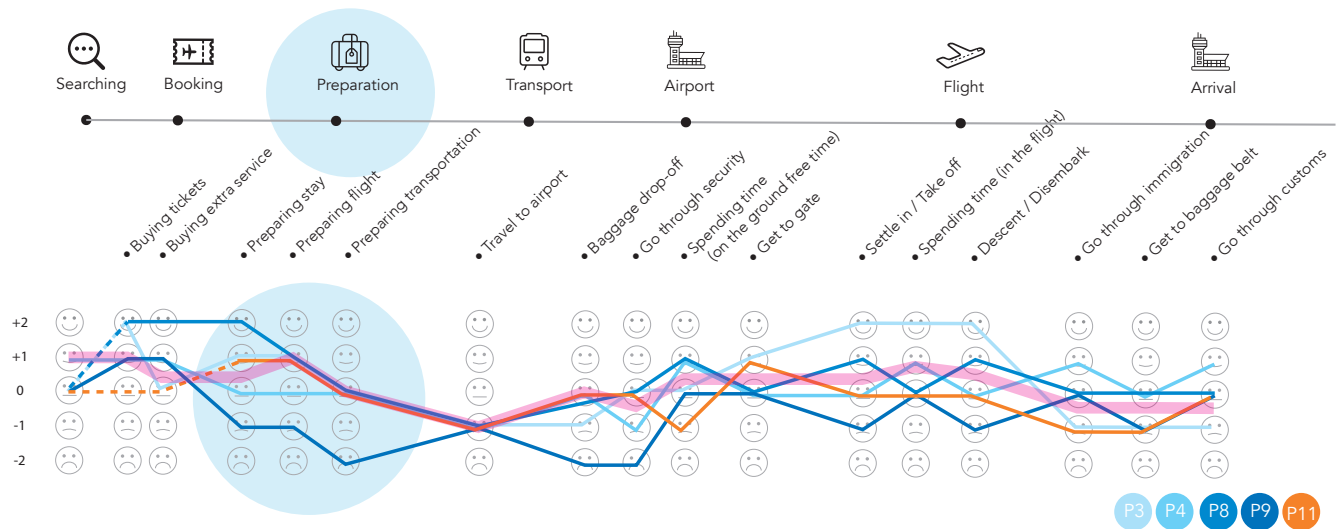 Searching
Booking
Preparation
Transport
Airport
Flight
Arrival
Buying tickets
Buying extra service
Preparing stay
Preparing flight
Preparing transportation
Travel to airport
Baggage drop-off
Go through security
Spending time
(on the ground free time)
Get to gate
Settle in / Take off
Spending time (in the flight)
Descent / Disembark
Go through immigration
Get to baggage belt
Go through customs
+2
+1
0
-1
-2
P3
P4
P8
P9
P11